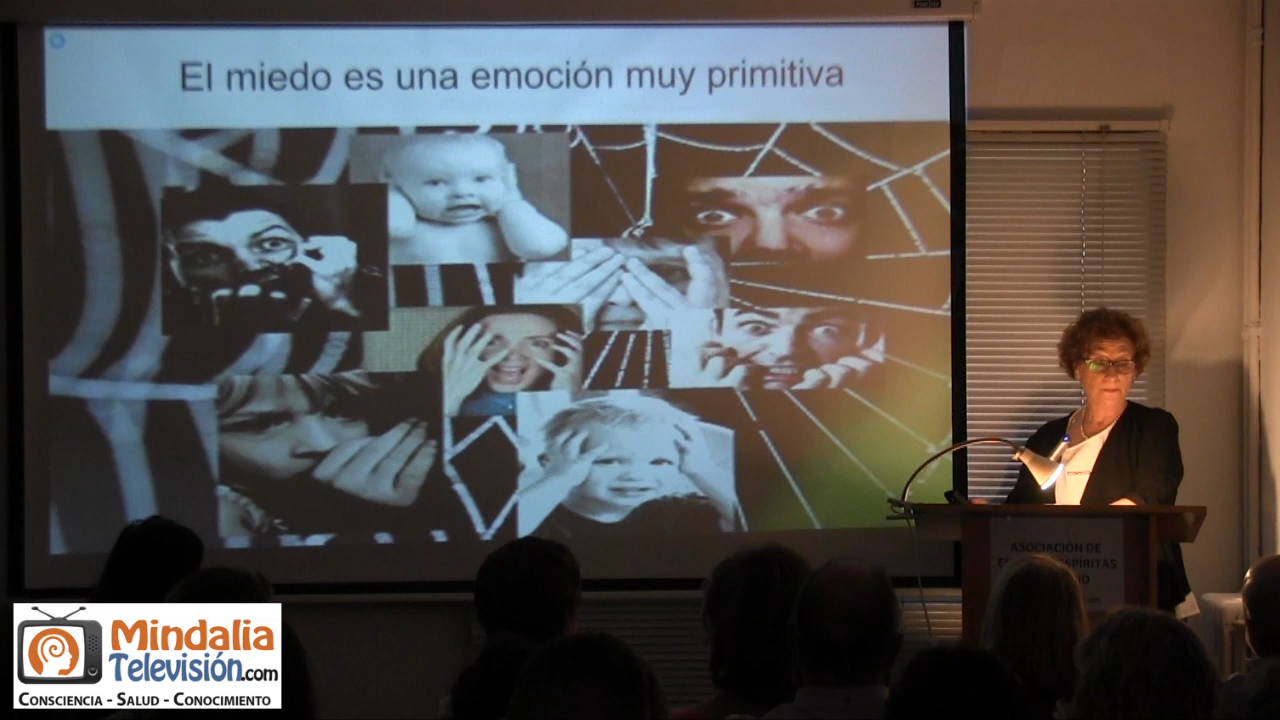 El miedo es una emoción muy primitiva
ASOCIACIÓN DE
Mindalia
Televisión.com
CONSCIENCIA - SALUD - CONOCIMIENTO